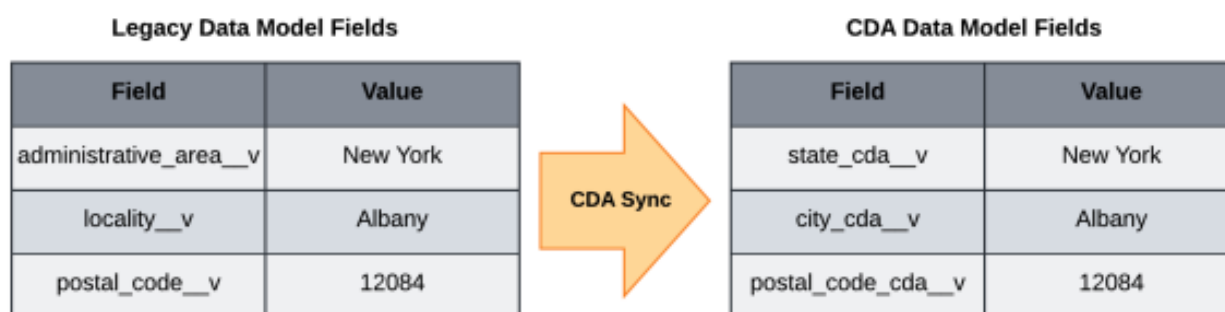 Legacy Data Model Fields
Field Value
administrative_area__v New York
locality__v Albany
postal_code__v 12084
CDA Sync
CDA Data Model Fields
Field Value
state_cda__v New York
city_cda__v Albany
postal_code_cda__v 12084